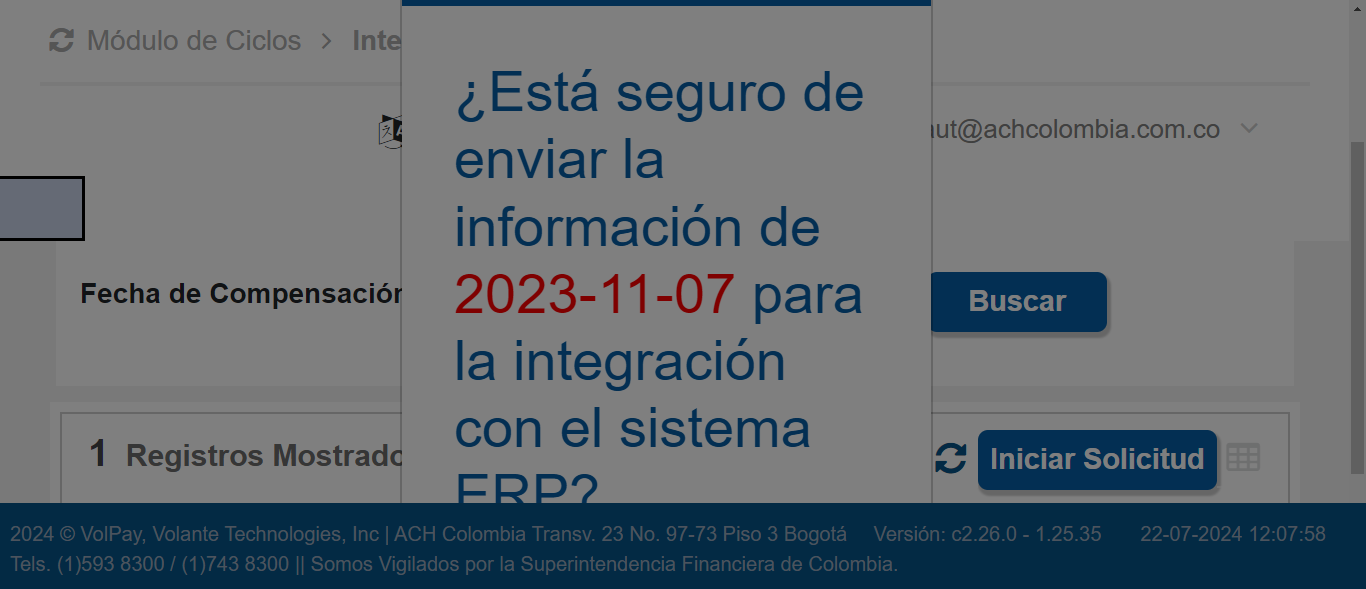 Módulo de Ciclos > Inte
¿Está seguro de
enviar la
información de
2023-11-07 para
la integración
con el sistema
ERP?
@achcolombia.com.co
Fecha de Compensación
Buscar
1 Registros Mostrado
Iniciar Solicitud
2024 © VolPay, Volante Technologies, Inc | ACH Colombia Transv. 23 No. 97-73 Piso 3 Bogotá Versión: c2.26.0 - 1.25.35 22-07-2024 12:07:58
Tels. (1)593 8300 / (1)743 8300 || Somos Vigilados por la Superintendencia Financiera de Colombia.